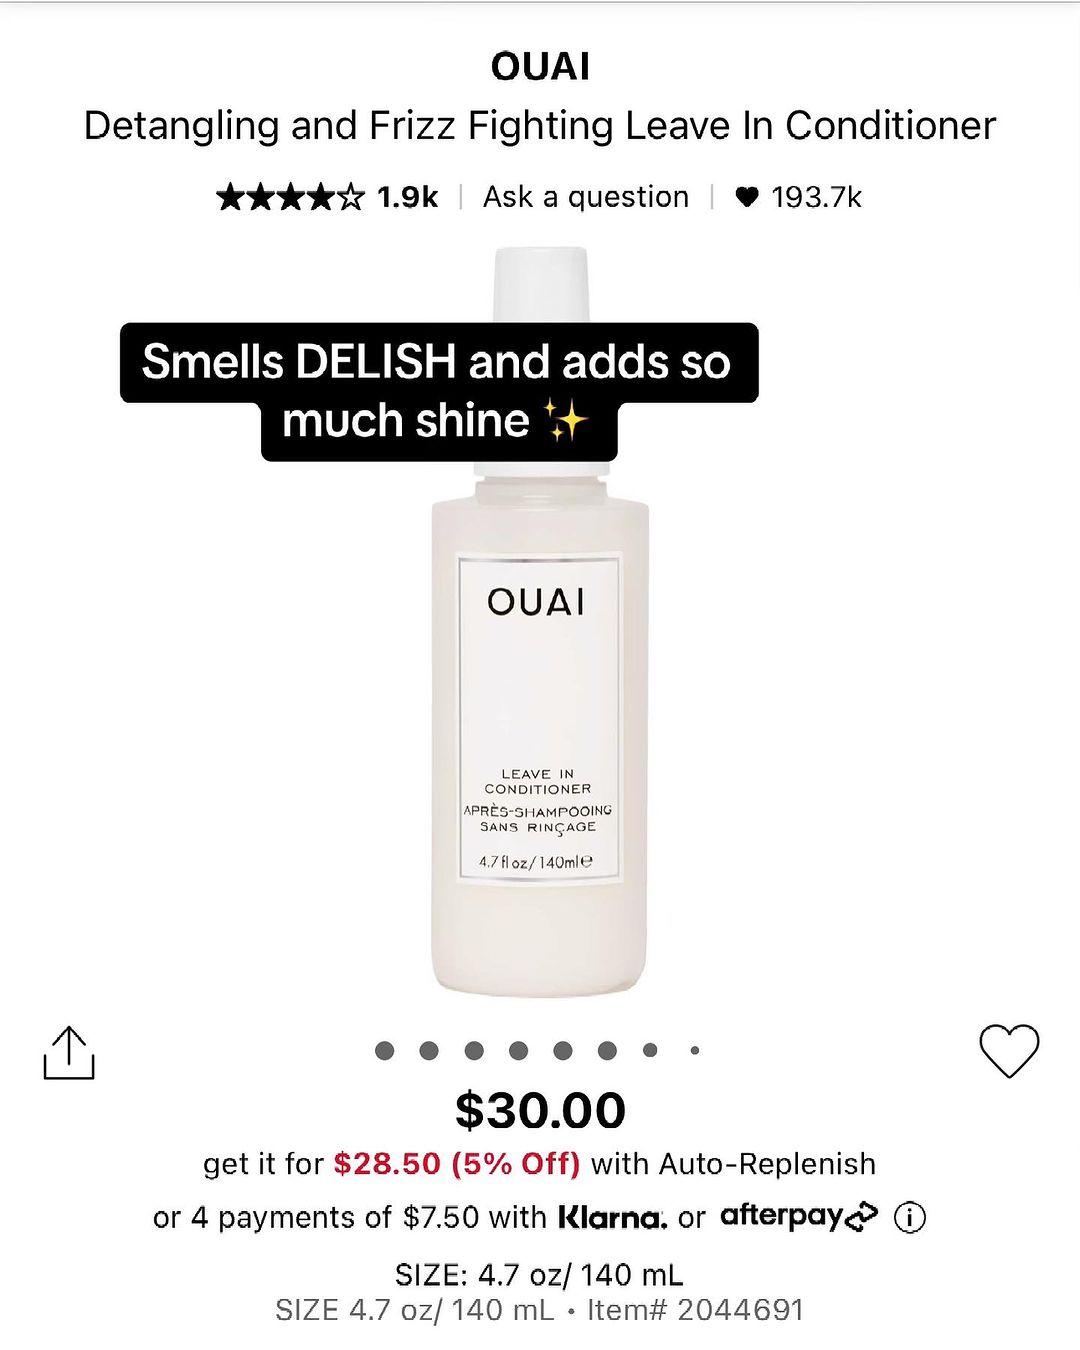 OUAI
Detangling and Frizz Fighting Leave In Conditioner
★★★★☆ 1.9k | Ask a question | ♥ 193.7k
Smells DELISH and adds so
much shine ✨
OUAI
LEAVE IN
CONDITIONER
APRÈS-SHAMPOOING
SANS RINÇAGE
4.7 fl oz/140ml℮
$30.00
get it for $28.50 (5% Off) with Auto-Replenish
or 4 payments of $7.50 with Klarna. or afterpay
SIZE: 4.7 oz/ 140 mL
SIZE 4.7 oz/ 140 mL • Item# 2044691